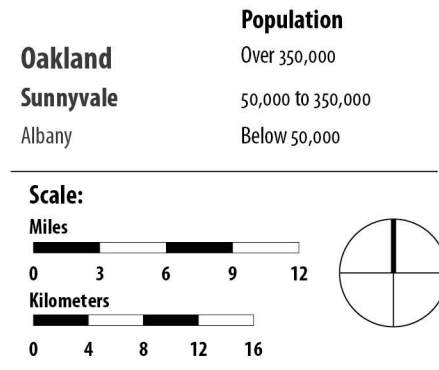 Population
Oakland Over 350,000
Sunnyvale 50,000 to 350,000
Albany Below 50,000
Scale:
Miles
0 3 6 9 12
Kilometers
0 4 8 12 16